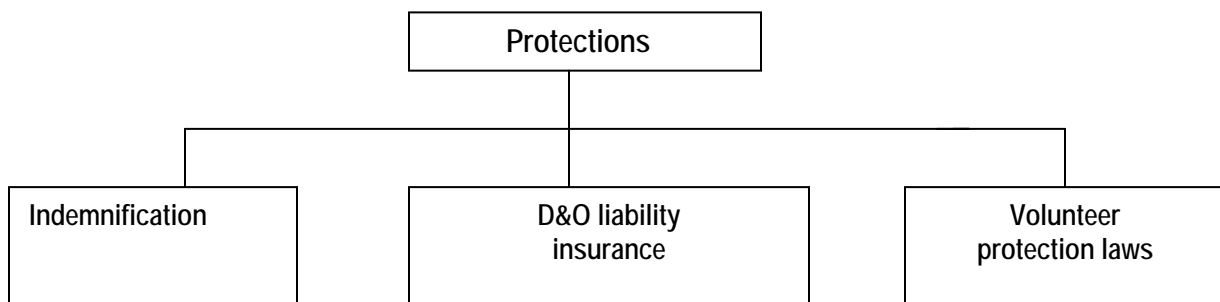 Protections
Indemnification
D&O liability
insurance
Volunteer
protection laws